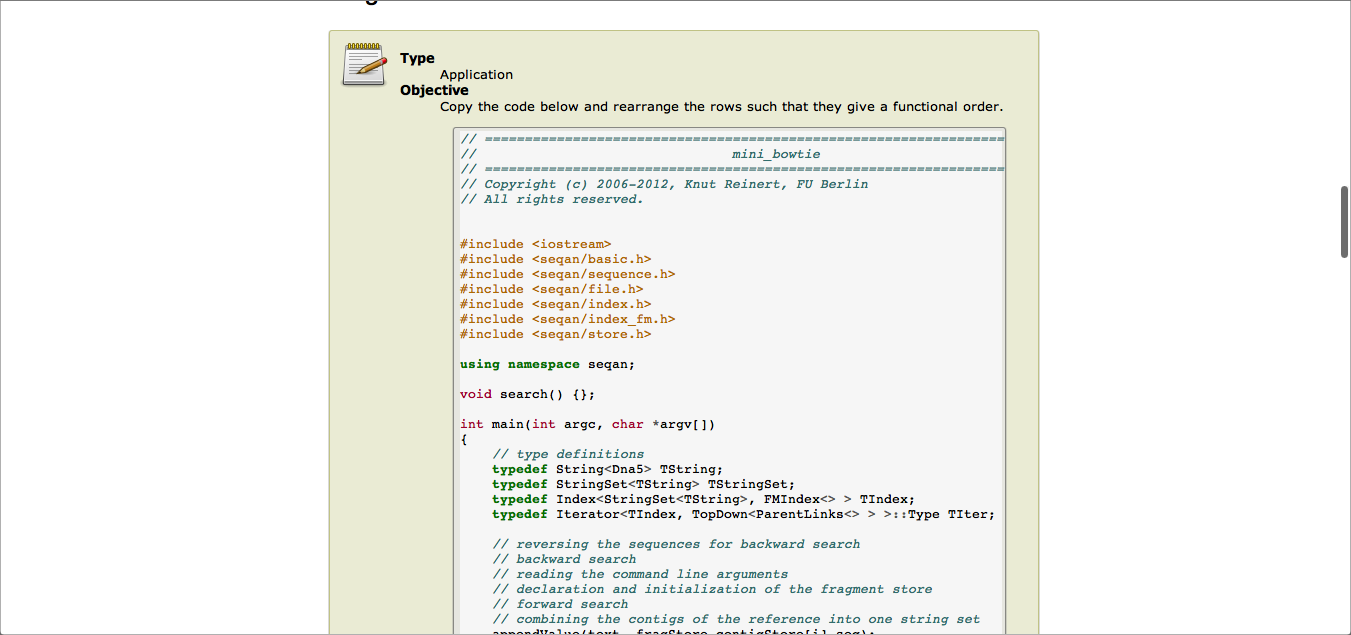 Type
Application
Objective
Copy the code below and rearrange the rows such that they give a functional order.
// ==================================================================
// mini_bowtie
// ==================================================================
// Copyright (c) 2006-2012, Knut Reinert, FU Berlin
// All rights reserved.
#include <iostream>
#include <seqan/basic.h>
#include <seqan/sequence.h>
#include <seqan/file.h>
#include <seqan/index.h>
#include <seqan/index_fm.h>
#include <seqan/store.h>
using namespace seqan;
void search() {};
int main(int argc, char *argv[])
{
// type definitions
typedef String<Dna5> TString;
typedef StringSet<TString> TStringSet;
typedef Index<StringSet<TString>, FMIndex<> > TIndex;
typedef Iterator<TIndex, TopDown<ParentLinks<> > >::Type TIter;
// reversing the sequences for backward search
// backward search
// reading the command line arguments
// declaration and initialization of the fragment store
// forward search
// combining the contigs of the reference into one string set
appendValue(text, fragStore.contigStore[i].seq);